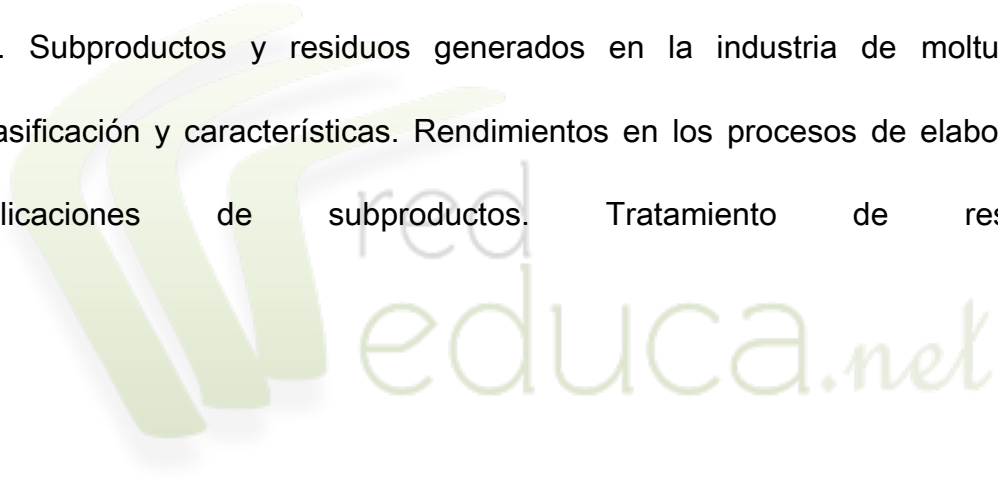 . Subproductos y residuos generados en la industria de moltu
asificación y características. Rendimientos en los procesos de elabo
licaciones de subproductos. Tratamiento de res
red
educa.net